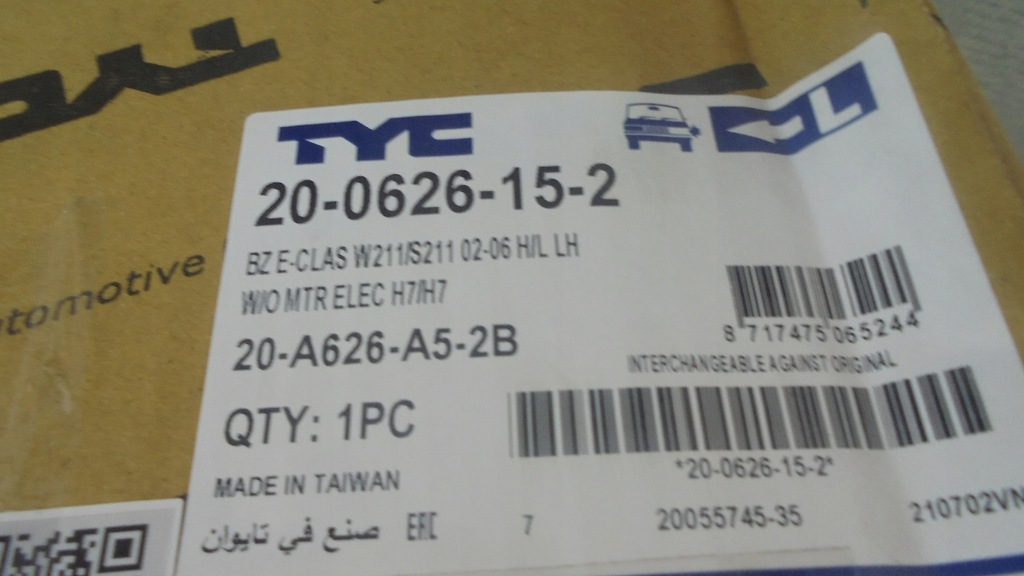 TYC
L
20-0626-15-2
BZ E-CLAS W211/S211 02-06 H/L LH
W/O MTR ELEC H7/H7
20-A626-A5-2B
8 717475 065244
INTERCHANGEABLE AGAINST ORIGINAL
QTY: 1PC
*20-0626-15-2*
MADE IN TAIWAN
صنع في تايوان
7
20055745-35
210702VN
utomotive